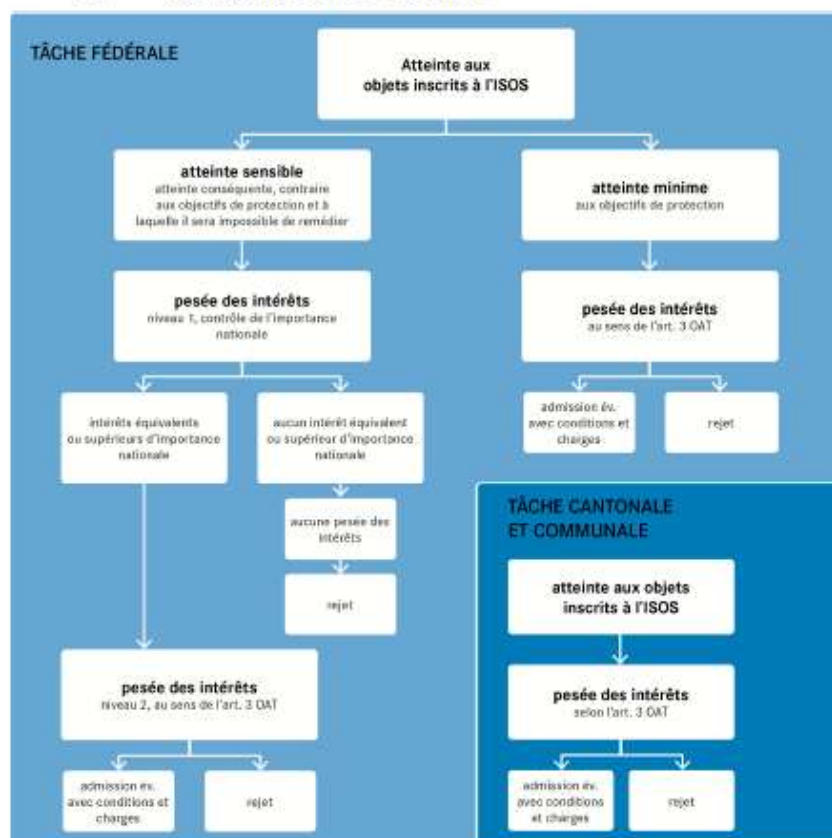 TÂCHE FÉDÉRALE
Atteinte aux
objets inscrits à l'ISOS
atteinte sensible
atteinte conséquente, contraire
aux objectifs de protection et à
laquelle il sera impossible de remédier
atteinte minime
aux objectifs de protection
pesée des intérêts
niveau 1, contrôle de l'importance
nationale
pesée des intérêts
au sens de l'art. 3 OAT
intérêts équivalents
ou supérieurs d'importance
nationale
aucun intérêt équivalent
ou supérieur d'importance
nationale
admission év.
avec conditions et
charges
rejet
aucune pesée des
intérêts
rejet
pesée des intérêts
niveau 2, au sens de l'art. 3 OAT
admission év.
avec conditions et
charges
rejet
TÂCHE CANTONALE
ET COMMUNALE
atteinte aux objets
inscrits à l'ISOS
pesée des intérêts
selon l'art. 3 OAT
admission év.
avec conditions
et charges
rejet